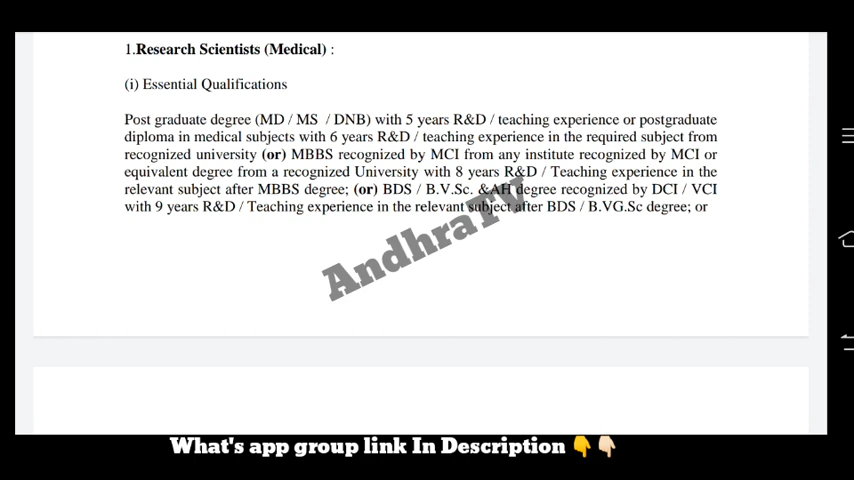 1.Research Scientists (Medical) :
(i) Essential Qualifications
Post graduate degree (MD / MS / DNB) with 5 years R&D / teaching experience or postgraduate
diploma in medical subjects with 6 years R&D / teaching experience in the required subject from
recognized university (or) MBBS recognized by MCI from any institute recognized by MCI or
equivalent degree from a recognized University with 8 years R&D / Teaching experience in the
relevant subject after MBBS degree; (or) BDS / B.V.Sc. &AH degree recognized by DCI / VCI
with 9 years R&D / Teaching experience in the relevant subject after BDS / B.VG.Sc degree; or
AndhraTV
What's app group link In Description 👇👇🏻